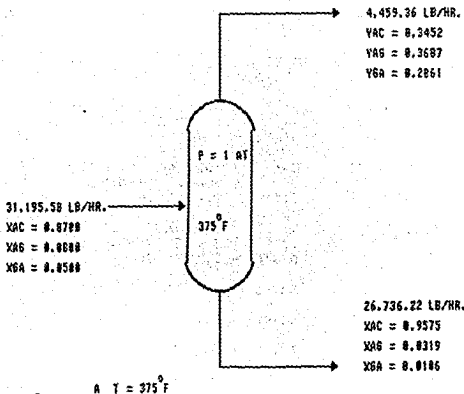 4,459.36 LB/HR.
YAC = 0.3452
YAG = 0.3687
YGA = 0.2861
P = 1 AT
31,195.58 LB/HR.
XAC = 0.8700
XAG = 0.0800
XGA = 0.0500
375°F
26,736.22 LB/HR.
XAC = 0.9575
XAG = 0.0319
XGA = 0.0106
A T = 375°F